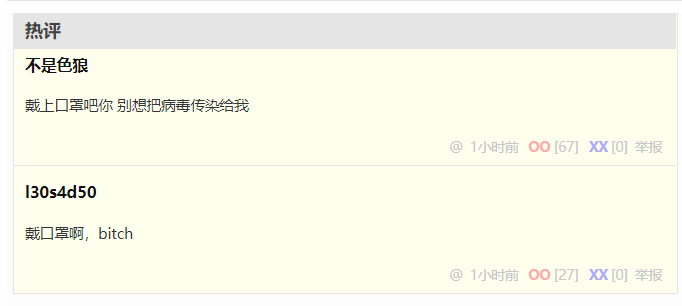 热评
不是色狼
戴上口罩吧你 别想把病毒传染给我
@ 1小时前 OO [67] XX [0] 举报
l30s4d50
戴口罩啊，bitch
@ 1小时前 OO [27] XX [0] 举报